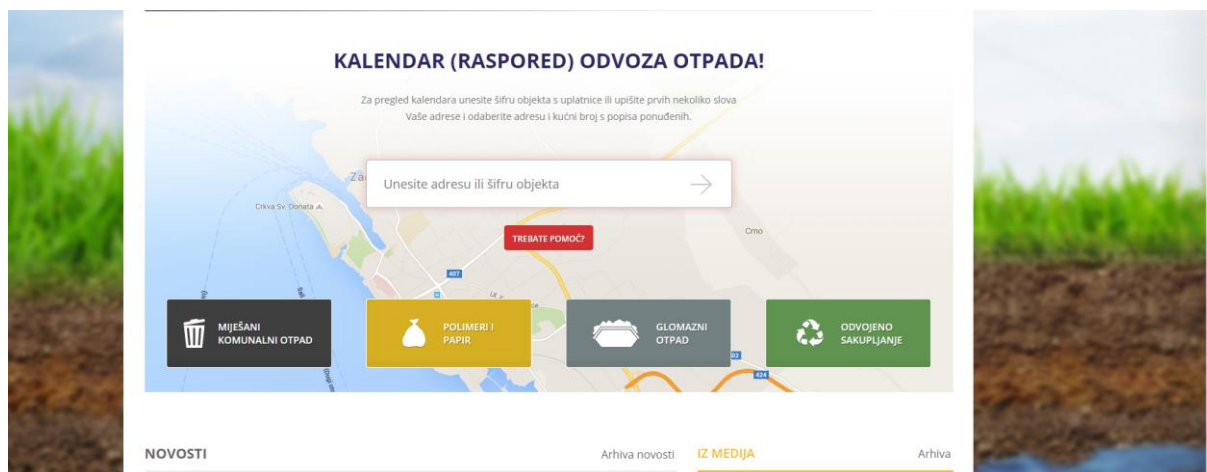 KALENDAR (RASPORED) ODVOZA OTPADA!
Za pregled kalendara unesite šifru objekta s uplatnice ili upišite prvih nekoliko slova
Vaše adrese i odaberite adresu i kućni broj s popisa ponuđenih.
Za
Unesite adresu ili šifru objekta
Crkva Sv. Donata
TREBATE POMOĆ?
Crno
407
Ul.
MIJEŠANI
KOMUNALNI OTPAD
POLIMERI I
PAPIR
GLOMAZNI
OTPAD
ODVOJENO
SAKUPLJANJE
424
NOVOSTI
Arhiva novosti
IZ MEDIJA
Arhiva